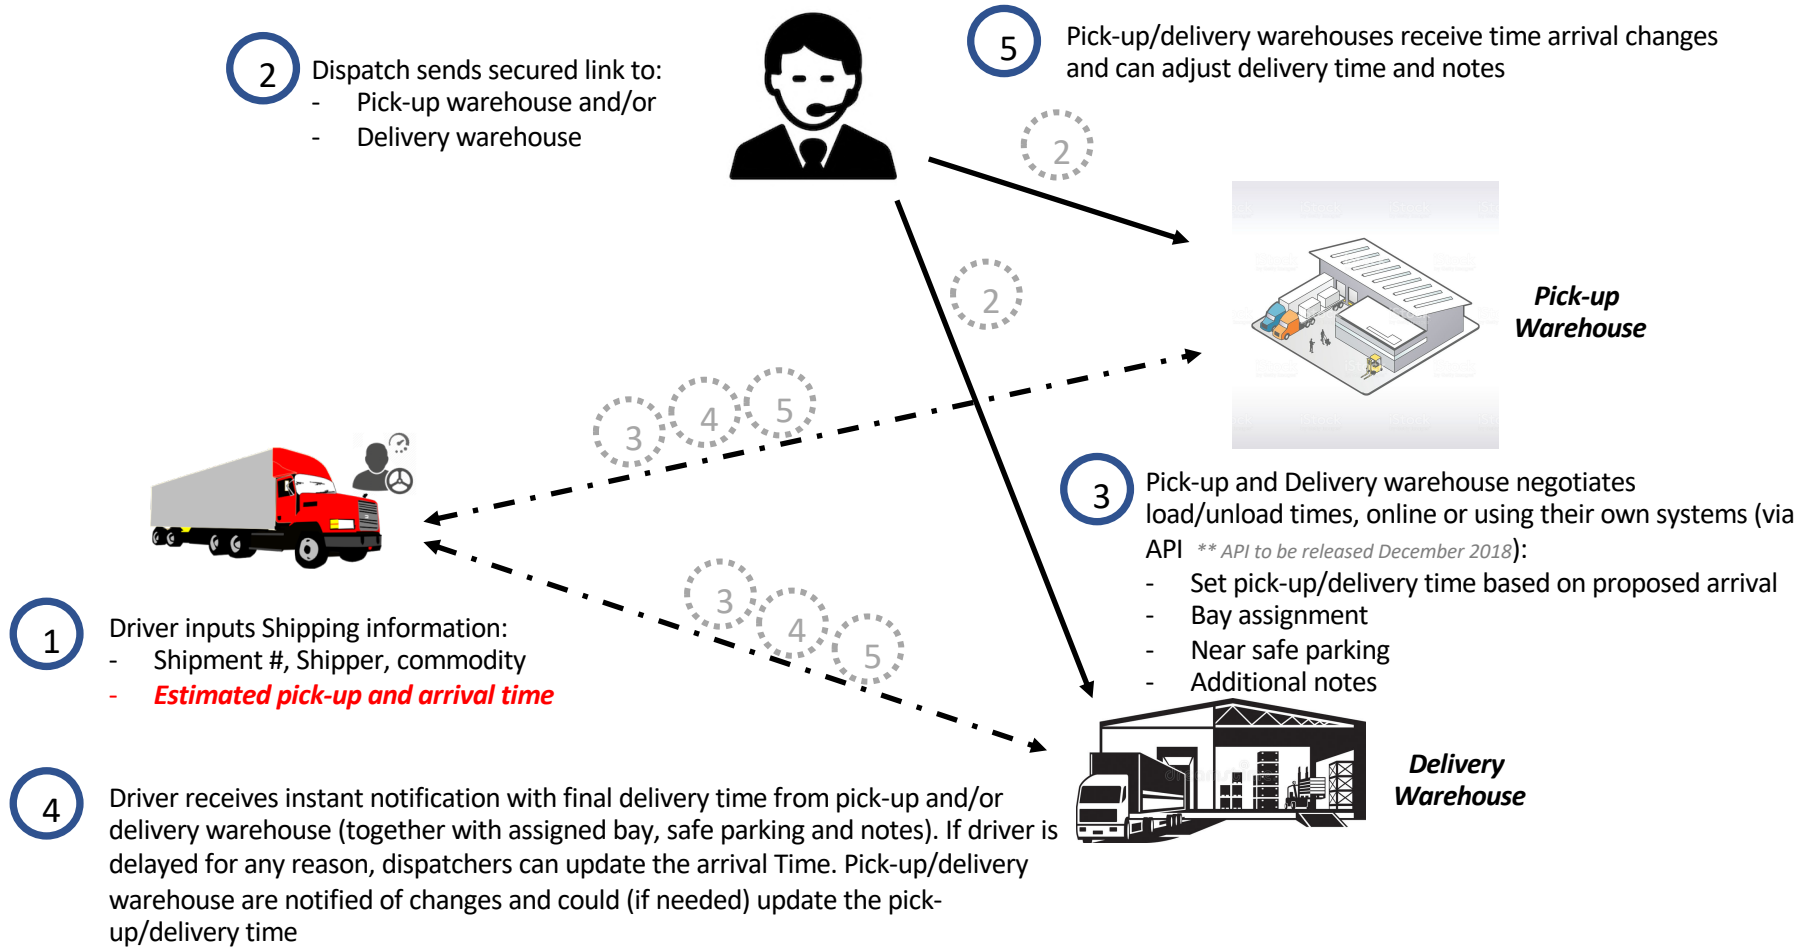 2
Dispatch sends secured link to:
- Pick-up warehouse and/or
- Delivery warehouse
5
Pick-up/delivery warehouses receive time arrival changes
and can adjust delivery time and notes
2
2
Pick-up
Warehouse
3
4
5
3
Pick-up and Delivery warehouse negotiates
load/unload times, online or using their own systems (via
API ** API to be released December 2018):
- Set pick-up/delivery time based on proposed arrival
- Bay assignment
- Near safe parking
- Additional notes
3
4
5
1
Driver inputs Shipping information:
- Shipment #, Shipper, commodity
- Estimated pick-up and arrival time
Delivery
Warehouse
4
Driver receives instant notification with final delivery time from pick-up and/or
delivery warehouse (together with assigned bay, safe parking and notes). If driver is
delayed for any reason, dispatchers can update the arrival Time. Pick-up/delivery
warehouse are notified of changes and could (if needed) update the pick-
up/delivery time